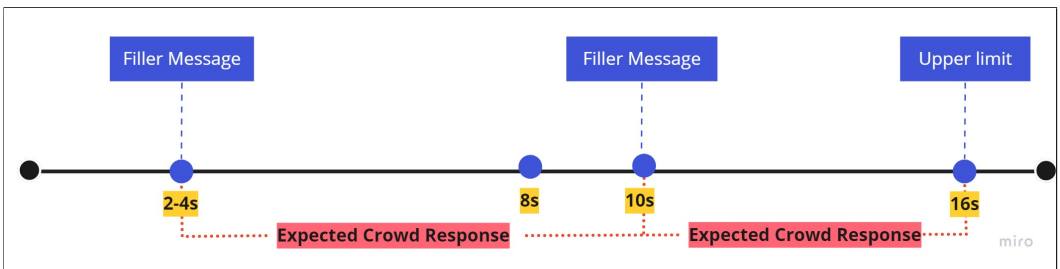 Filler Message
Filler Message
Upper limit
2-4s
8s
10s
16s
Expected Crowd Response
Expected Crowd Response
miro